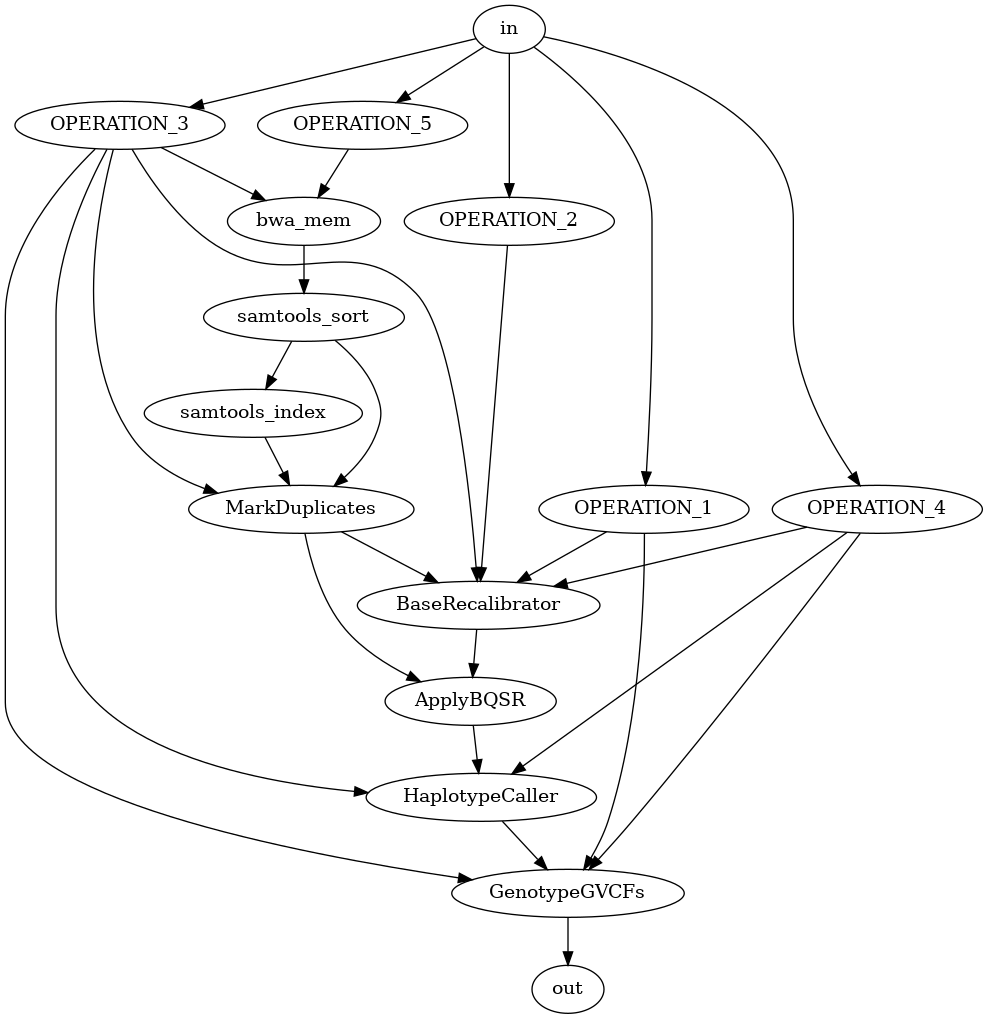 in
OPERATION_3
OPERATION_5
bwa_mem
OPERATION_2
samtools_sort
samtools_index
MarkDuplicates
OPERATION_1
OPERATION_4
BaseRecalibrator
ApplyBQSR
HaplotypeCaller
GenotypeGVCFs
out